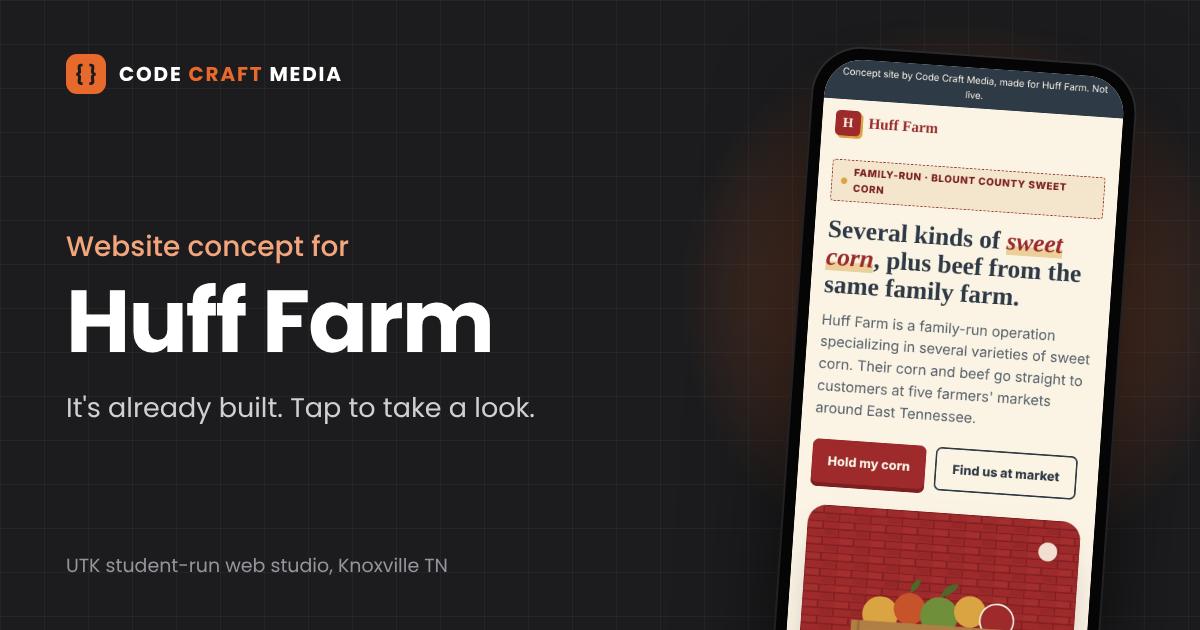 { } CODE CRAFT MEDIA
Website concept for
Huff Farm
It's already built. Tap to take a look.
UTK student-run web studio, Knoxville TN
Concept site by Code Craft Media, made for Huff Farm. Not
live.
H Huff Farm
FAMILY-RUN · BLOUNT COUNTY SWEET
CORN
Several kinds of sweet
corn, plus beef from the
same family farm.
Huff Farm is a family-run operation
specializing in several varieties of sweet
corn. Their corn and beef go straight to
customers at five farmers' markets
around East Tennessee.
Hold my corn
Find us at market